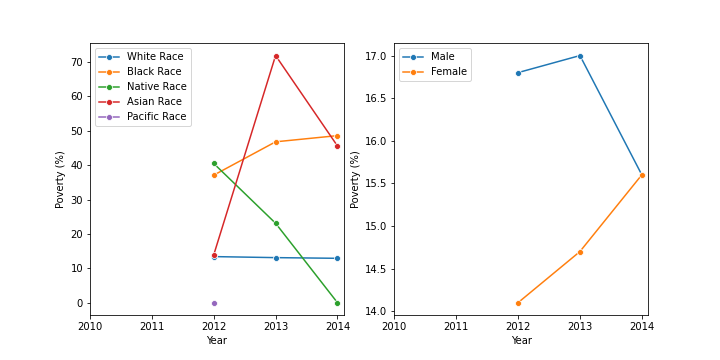 White Race
Black Race
Native Race
Asian Race
Pacific Race
70
60
50
40
30
20
10
0
Poverty (%)
2010 2011 2012 2013 2014
Year
Male
Female
17.0
16.5
16.0
15.5
15.0
14.5
14.0
Poverty (%)
2010 2011 2012 2013 2014
Year